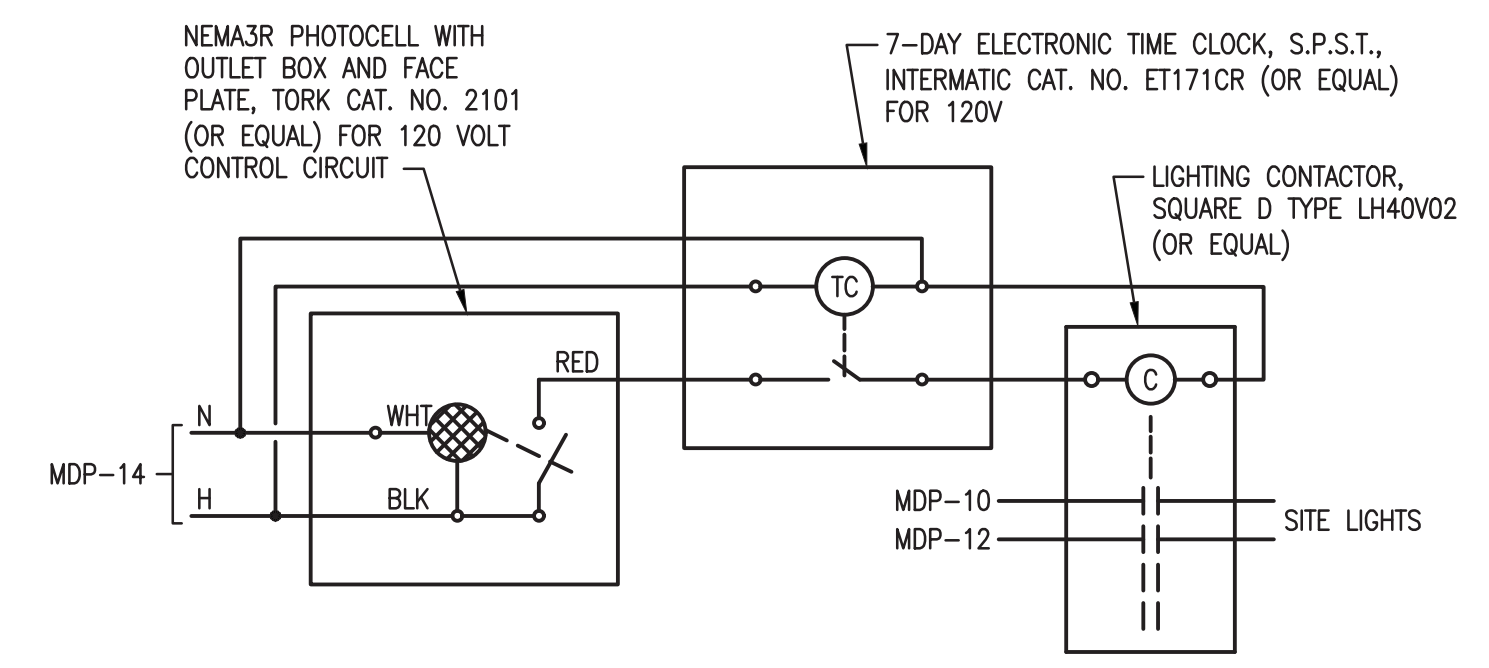 NEMA3R PHOTOCELL WITH
OUTLET BOX AND FACE
PLATE, TORK CAT. NO. 2101
(OR EQUAL) FOR 120 VOLT
CONTROL CIRCUIT
7-DAY ELECTRONIC TIME CLOCK, S.P.S.T.,
INTERMATIC CAT. NO. ET171CR (OR EQUAL)
FOR 120V
LIGHTING CONTACTOR,
SQUARE D TYPE LH40V02
(OR EQUAL)
TC
RED
C
N
WHT
MDP-14
H
BLK
MDP-10
MDP-12
SITE LIGHTS